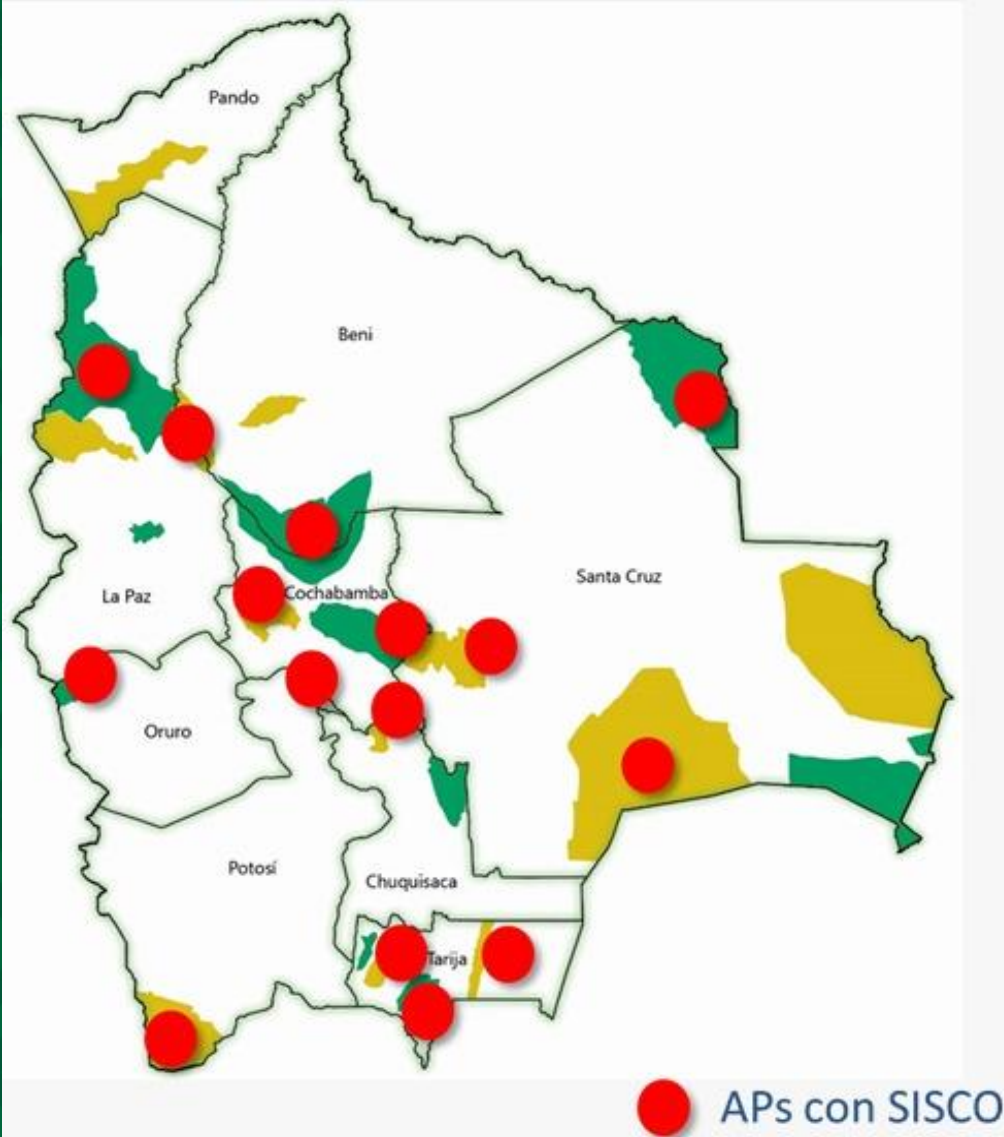 Pando
Beni
La Paz
Cochabamba
Santa Cruz
Oruro
Potosí
Chuquisaca
Tarija
APs con SISCO